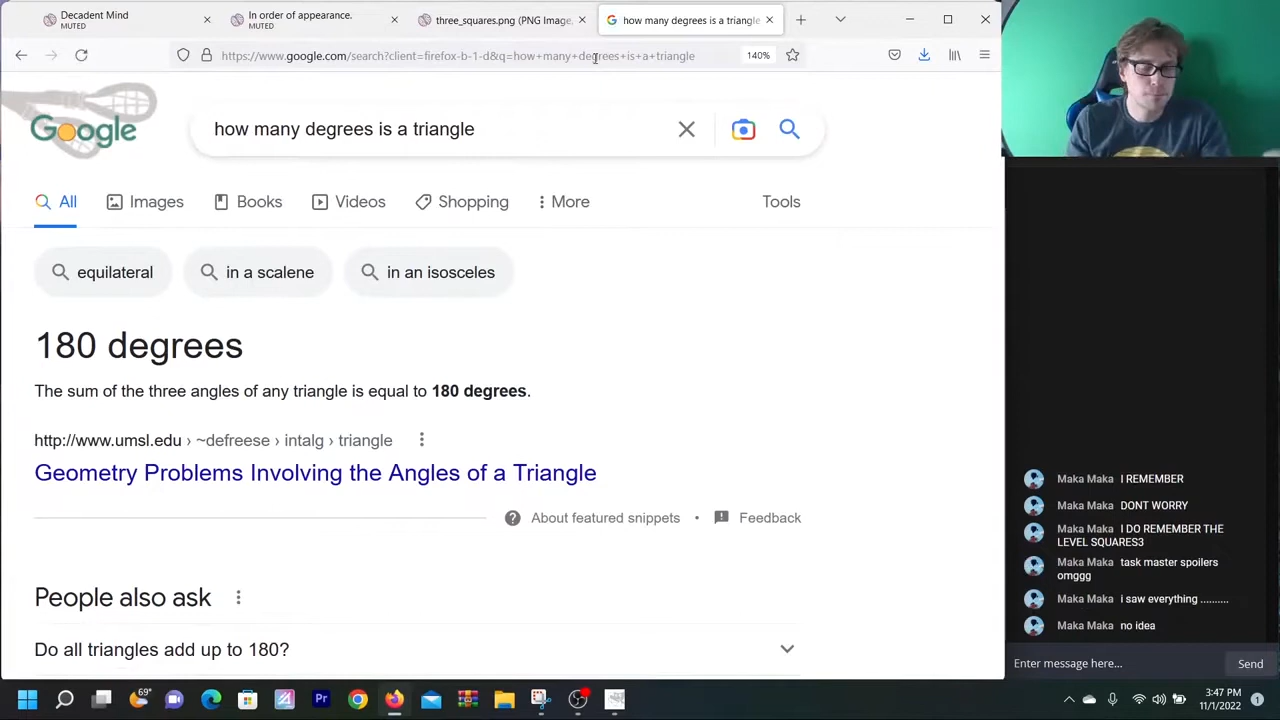 Decadent Mind
MUTED
In order of appearance.
MUTED
three_squares.png (PNG Image,
how many degrees is a triangle
https://www.google.com/search?client=firefox-b-1-d&q=how+many+degrees+is+a+triangle
140%
Google
how many degrees is a triangle
All
Images
Books
Videos
Shopping
More
Tools
equilateral
in a scalene
in an isosceles
180 degrees
The sum of the three angles of any triangle is equal to 180 degrees.
http://www.umsl.edu › ~defreese › intalg › triangle
Geometry Problems Involving the Angles of a Triangle
About featured snippets • Feedback
People also ask
Do all triangles add up to 180?
Maka Maka I REMEMBER
Maka Maka DONT WORRY
Maka Maka I DO REMEMBER THE
LEVEL SQUARES3
Maka Maka task master spoilers
omggg
Maka Maka i saw everything ..........
Maka Maka no idea
Enter message here...
Send
69°
Pr
3:47 PM
11/1/2022
1